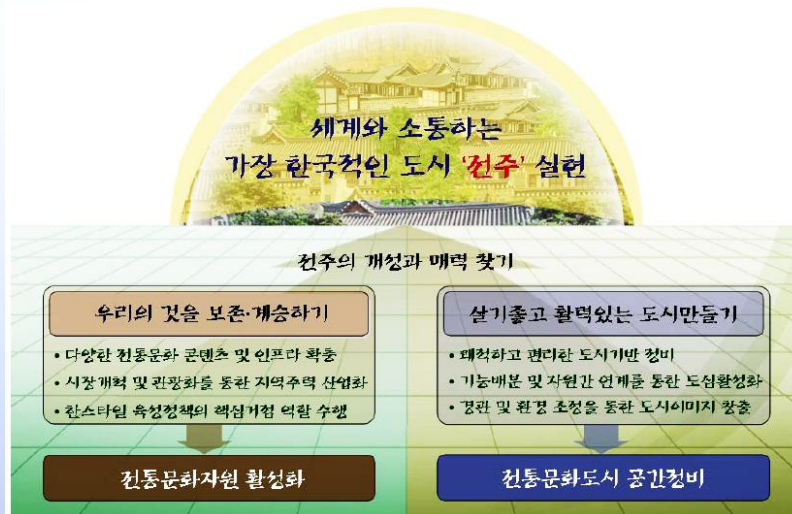 세계와 소통하는
가장 한국적인 도시 '전주' 실현
전주의 개성과 매력 찾기
우리의 것을 보존·계승하기
• 다양한 전통문화 콘텐츠 및 인프라 확충
• 시장개척 및 관광화를 통한 지역주력 산업화
• 한스타일 육성정책의 핵심거점 역할 수행
전통문화자원 활성화
살기좋고 활력있는 도시만들기
• 쾌적하고 편리한 도시기반 정비
• 기능배분 및 자원간 연계를 통한 도심활성화
• 경관 및 환경 조정을 통한 도시이미지 창출
전통문화도시 공간정비